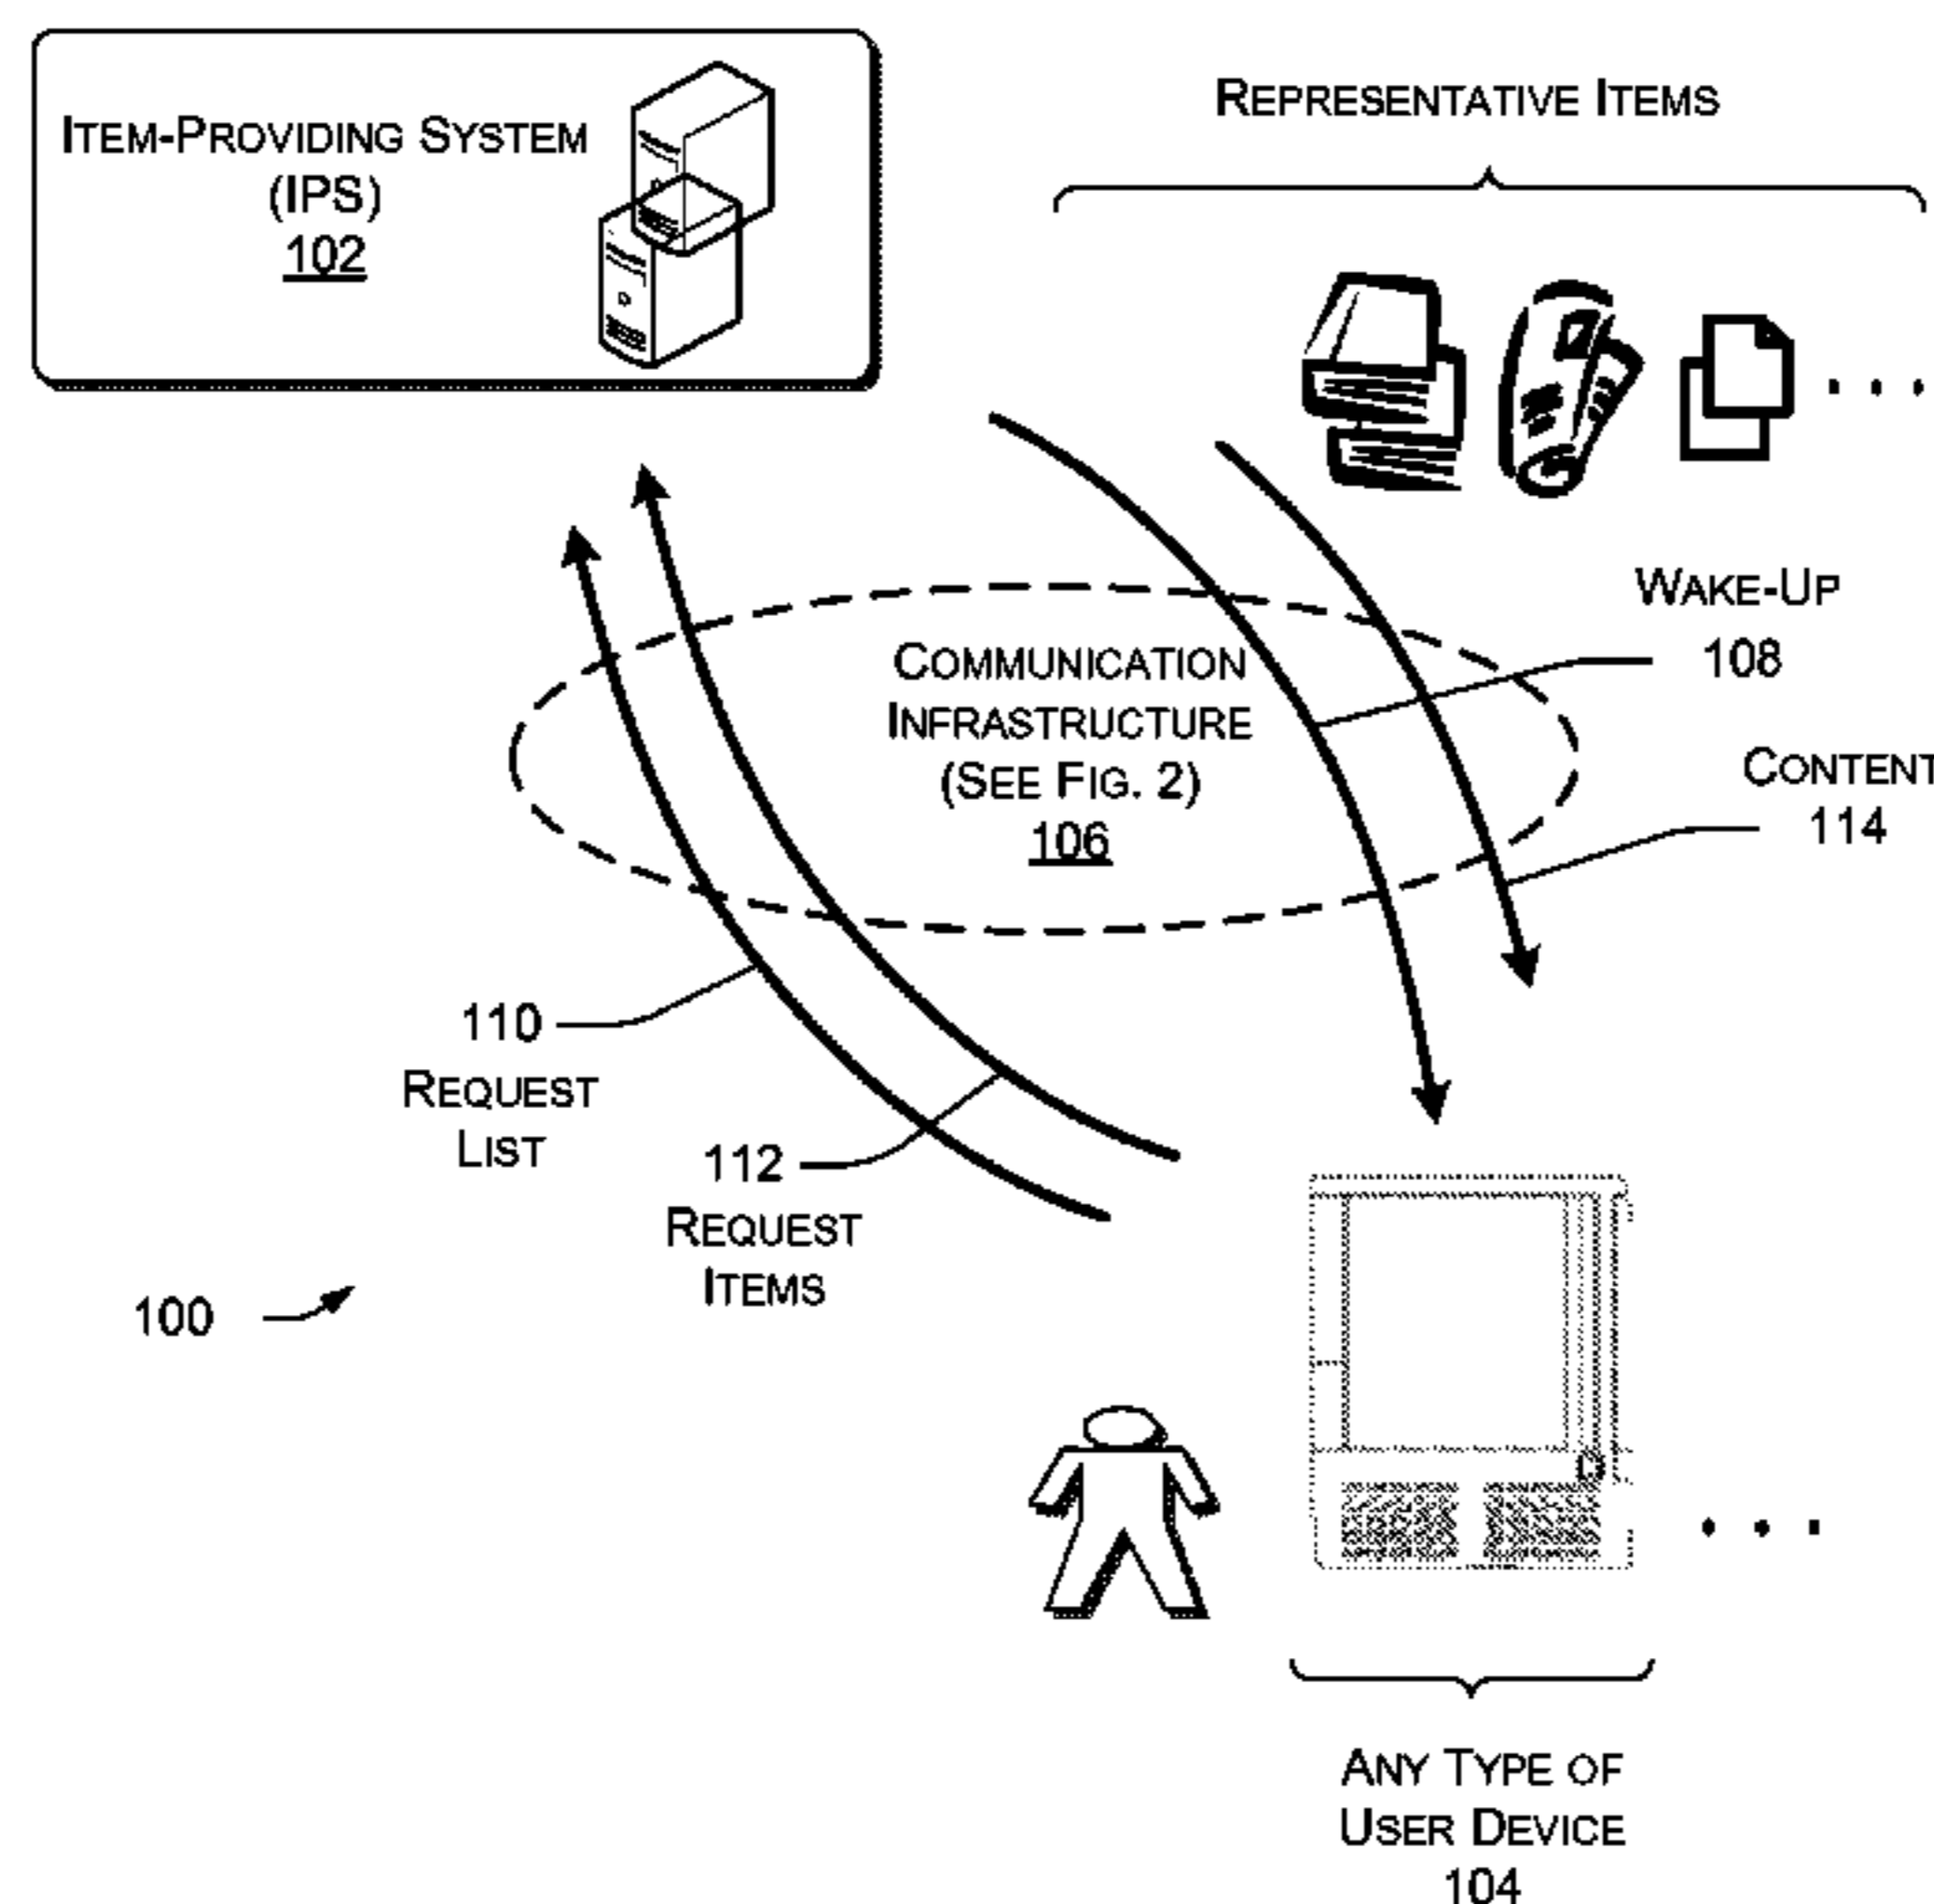 ITEM-PROVIDING SYSTEM
(IPS)
102
REPRESENTATIVE ITEMS
. . .
WAKE-UP
108
COMMUNICATION
INFRASTRUCTURE
(SEE FIG. 2)
106
CONTENT
114
110
REQUEST
LIST
112
REQUEST
ITEMS
100
. . .
ANY TYPE OF
USER DEVICE
104